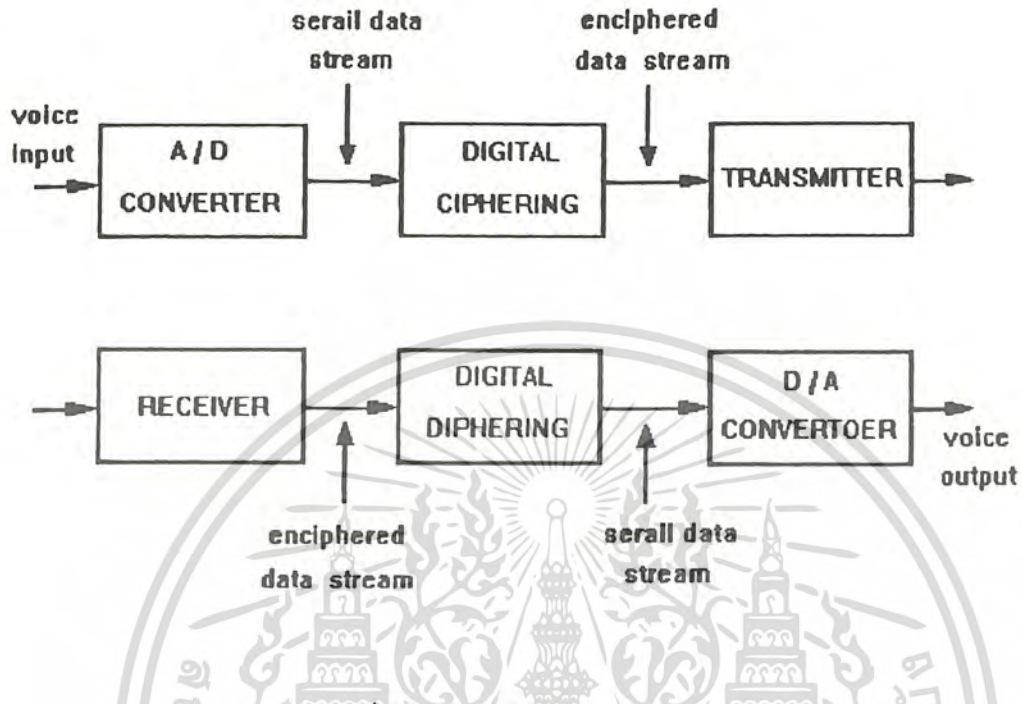 serail data
stream
enciphered
data stream
voice
input
A / D
CONVERTER
DIGITAL
CIPHERING
TRANSMITTER
RECEIVER
DIGITAL
DIPHERING
D / A
CONVERTOER
voice
output
enciphered
data stream
serail data
stream